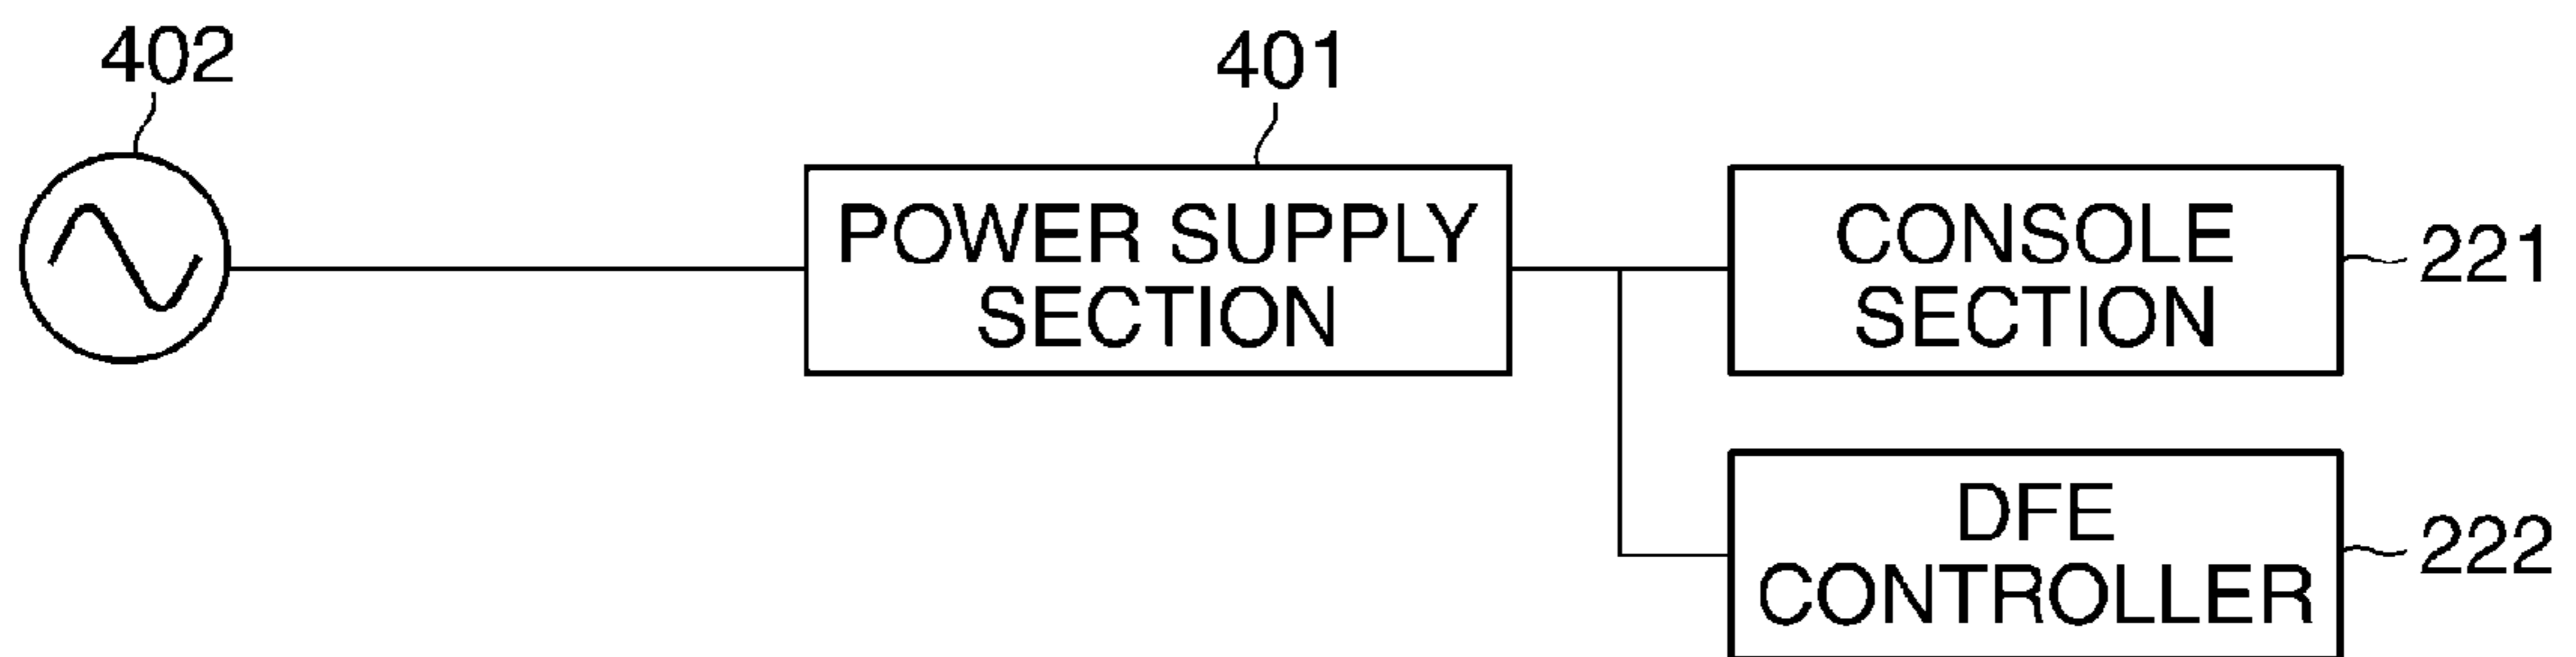 402
401
POWER SUPPLY
SECTION
CONSOLE
SECTION
221
DFE
CONTROLLER
222